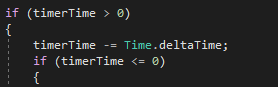 if (timerTime > 0)
{
timerTime -= Time.deltaTime;
if (timerTime <= 0)
{